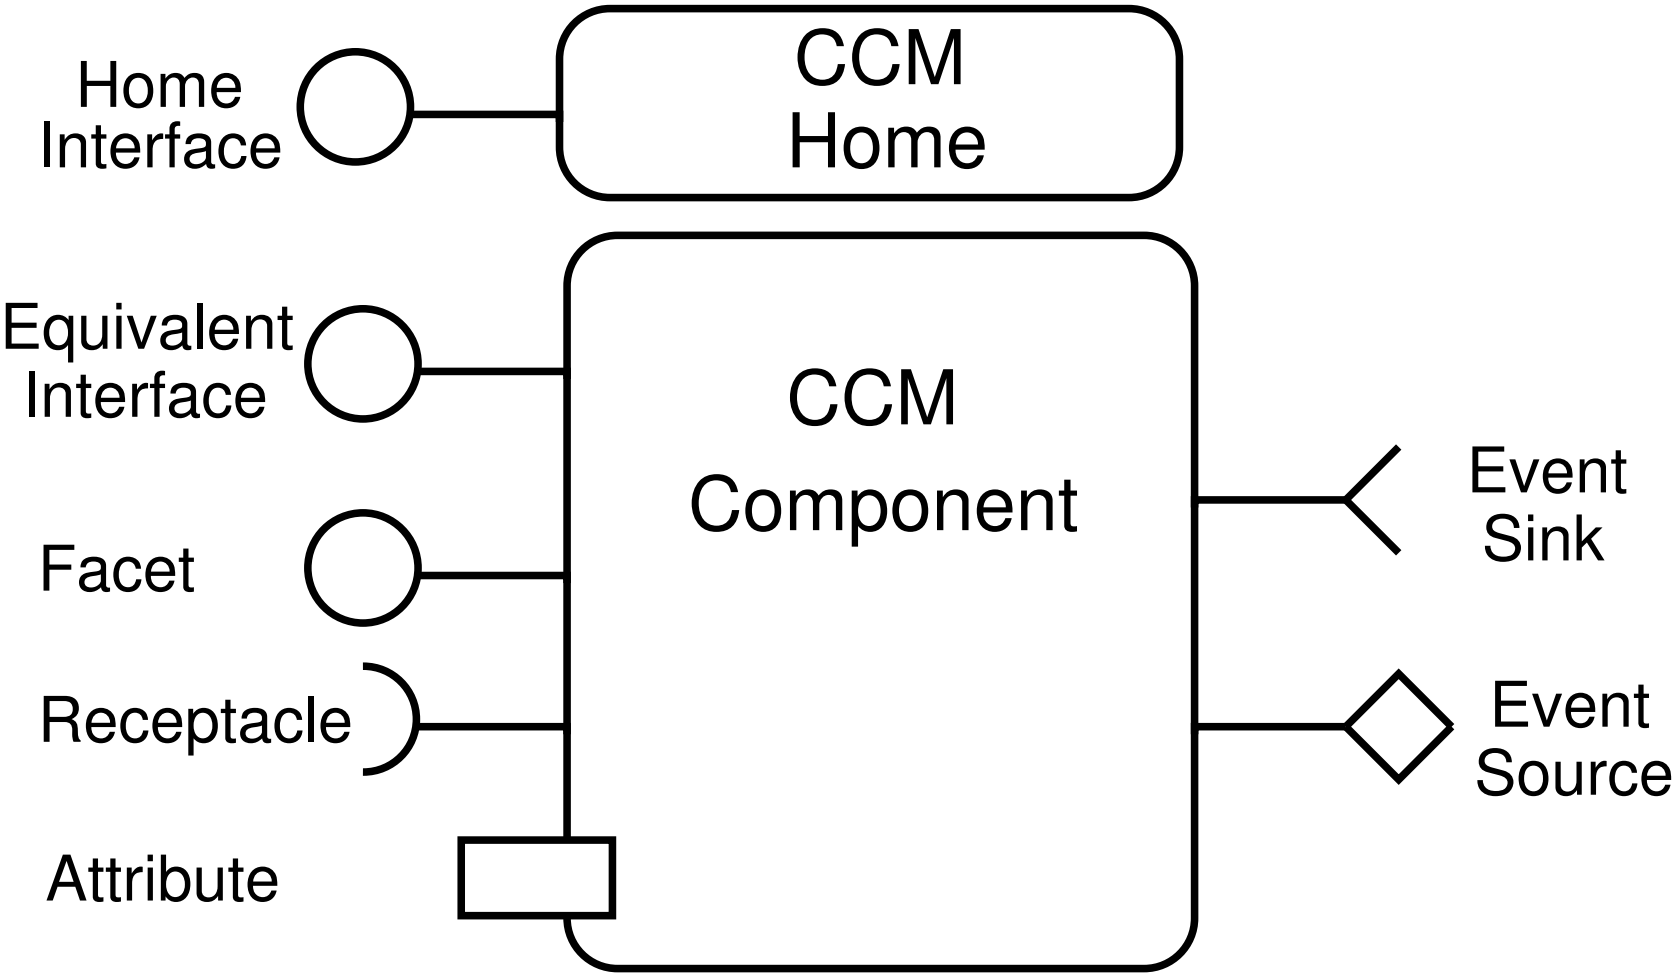 CCM
Home
Home
Interface
Equivalent
Interface
CCM
Component
Facet
Receptacle
Attribute
Event
Sink
Event
Source